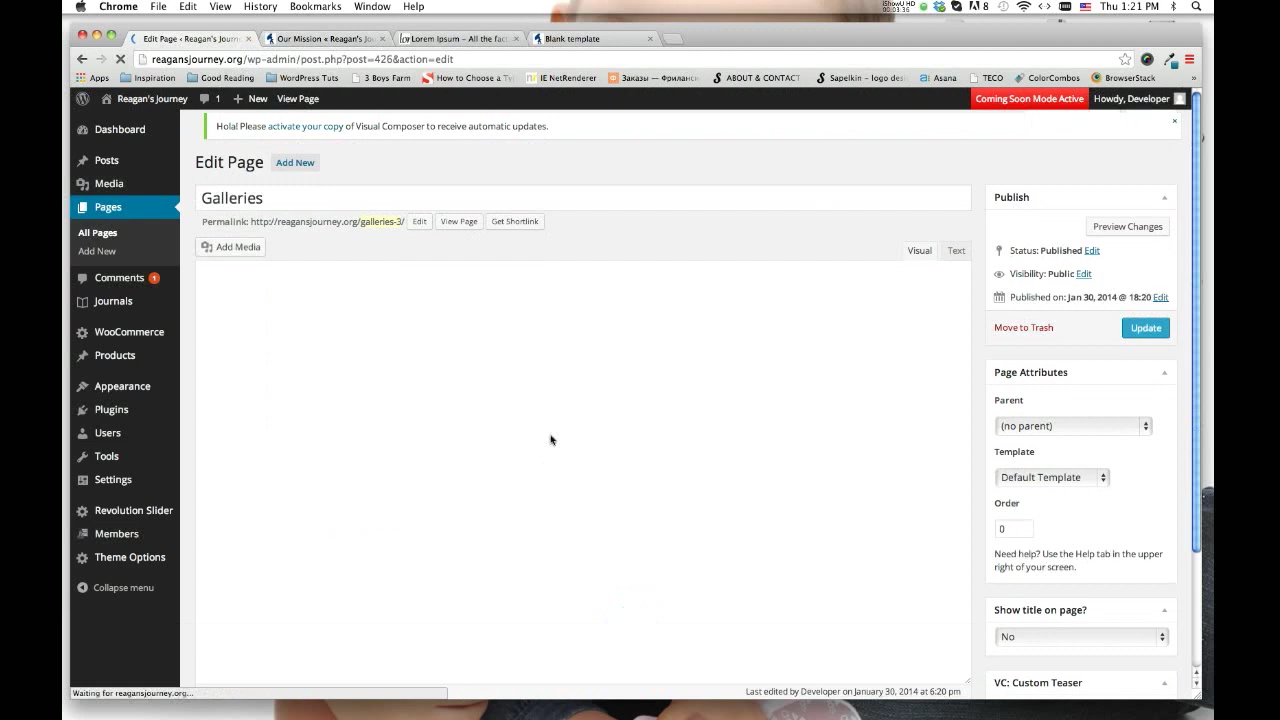 Chrome File Edit View History Bookmarks Window Help iShowU HD 00:03:36 8 Thu 1:21 PM
Edit Page ‹ Reagan's Journ Our Mission « Reagan's Jo Lorem Ipsum – All the fac Blank template
reagansjourney.org/wp-admin/post.php?post=426&action=edit
Apps Inspiration Good Reading WordPress Tuts 3 Boys Farm How to Choose a Ty IE NetRenderer Заказы — Фриланс ABOUT & CONTACT Sapelkin - logo des Asana TECO ColorCombos BrowserStack »
Reagan's Journey 1 + New View Page Coming Soon Mode Active Howdy, Developer
Hola! Please activate your copy of Visual Composer to receive automatic updates.
Dashboard
Posts
Media
Pages
All Pages
Add New
Comments 1
Journals
WooCommerce
Products
Appearance
Plugins
Users
Tools
Settings
Revolution Slider
Members
Theme Options
Collapse menu
Edit Page Add New
Galleries
Permalink: http://reagansjourney.org/galleries-3/ Edit View Page Get Shortlink
Add Media Visual Text
Last edited by Developer on January 30, 2014 at 6:20 pm
Publish
Preview Changes
Status: Published Edit
Visibility: Public Edit
Published on: Jan 30, 2014 @ 18:20 Edit
Move to Trash Update
Page Attributes
Parent
(no parent)
Template
Default Template
Order
0
Need help? Use the Help tab in the upper
right of your screen.
Show title on page?
No
VC: Custom Teaser
Waiting for reagansjourney.org...